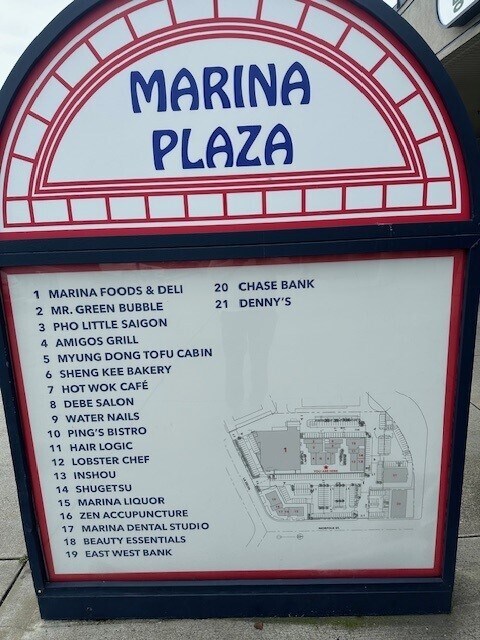 MARINA
PLAZA
1 MARINA FOODS & DELI
2 MR. GREEN BUBBLE
3 PHO LITTLE SAIGON
4 AMIGOS GRILL
5 MYUNG DONG TOFU CABIN
6 SHENG KEE BAKERY
7 HOT WOK CAFÉ
8 DEBE SALON
9 WATER NAILS
10 PING'S BISTRO
11 HAIR LOGIC
12 LOBSTER CHEF
13 INSHOU
14 SHUGETSU
15 MARINA LIQUOR
16 ZEN ACCUPUNCTURE
17 MARINA DENTAL STUDIO
18 BEAUTY ESSENTIALS
19 EAST WEST BANK
20 CHASE BANK
21 DENNY'S
1